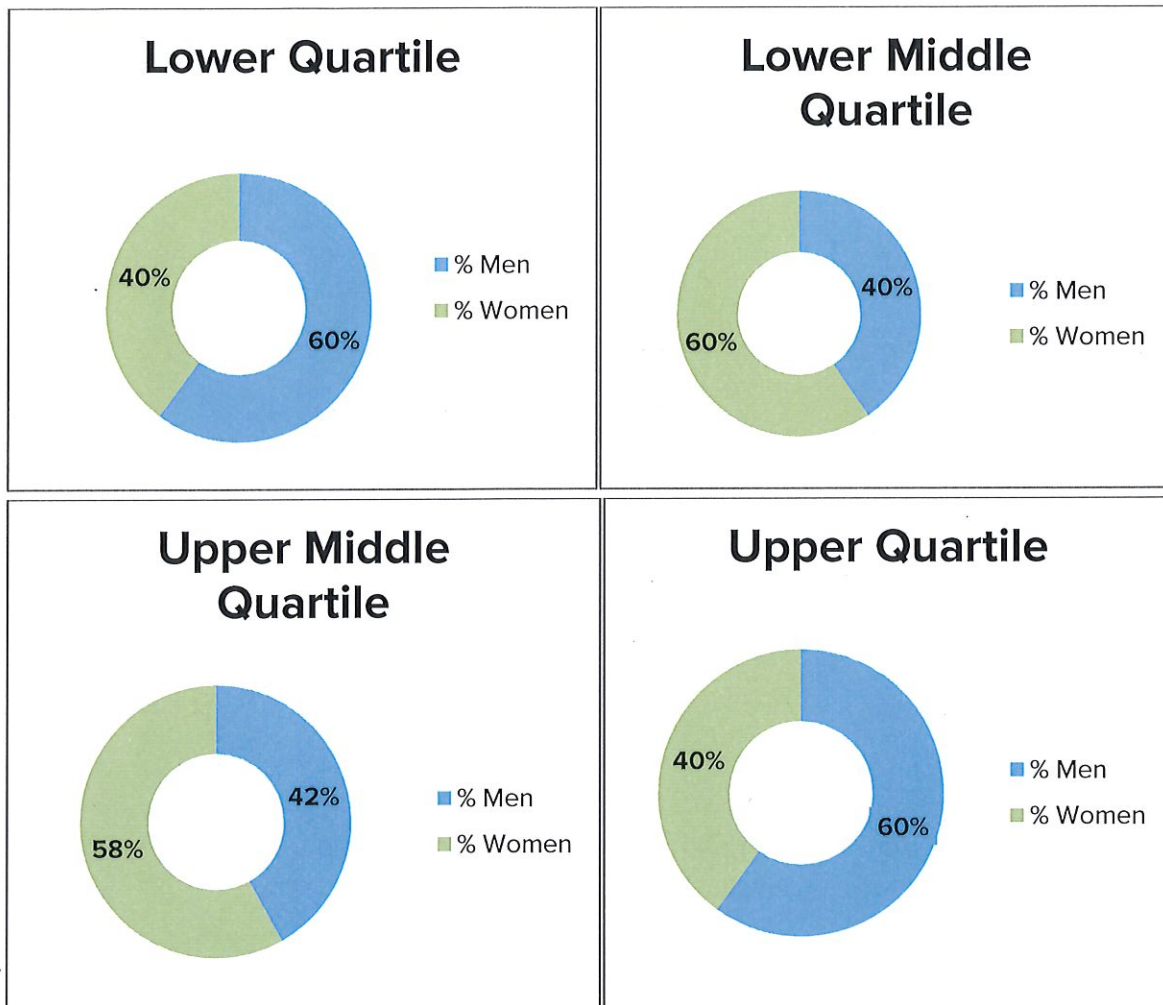 Lower Quartile
40%
60%
% Men
% Women
Lower Middle
Quartile
40%
60%
% Men
% Women
Upper Middle
Quartile
42%
58%
% Men
% Women
Upper Quartile
40%
60%
% Men
% Women